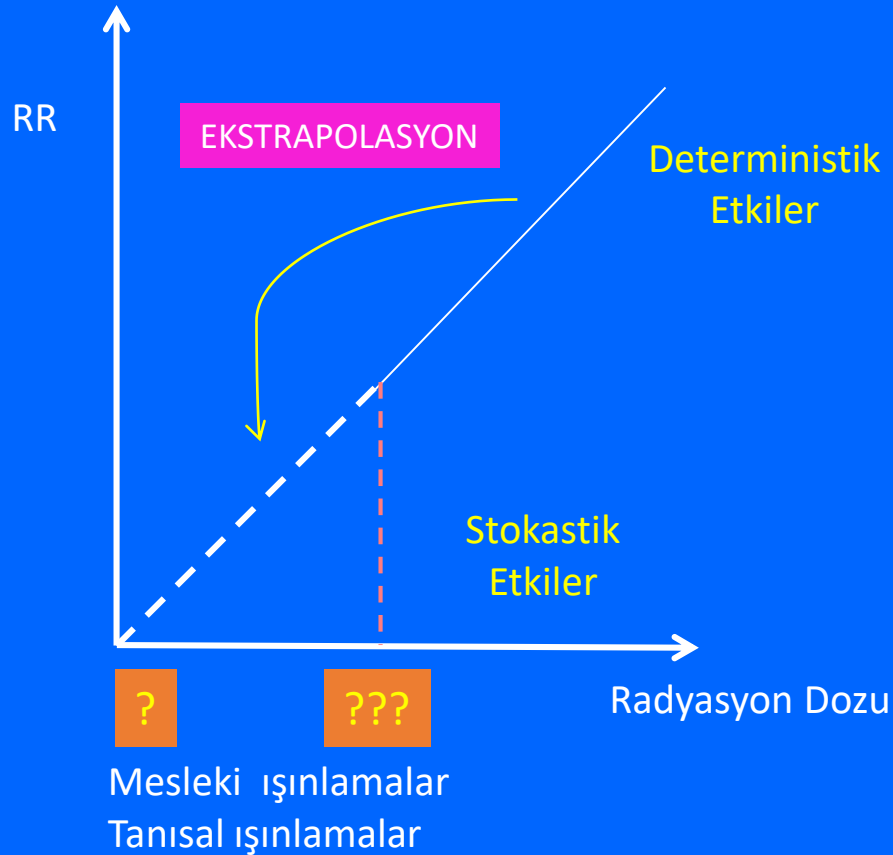 RR
EKSTRAPOLASYON
Deterministik
Etkiler
Stokastik
Etkiler
?
???
Radyasyon Dozu
Mesleki ışınlamalar
Tanısal ışınlamalar